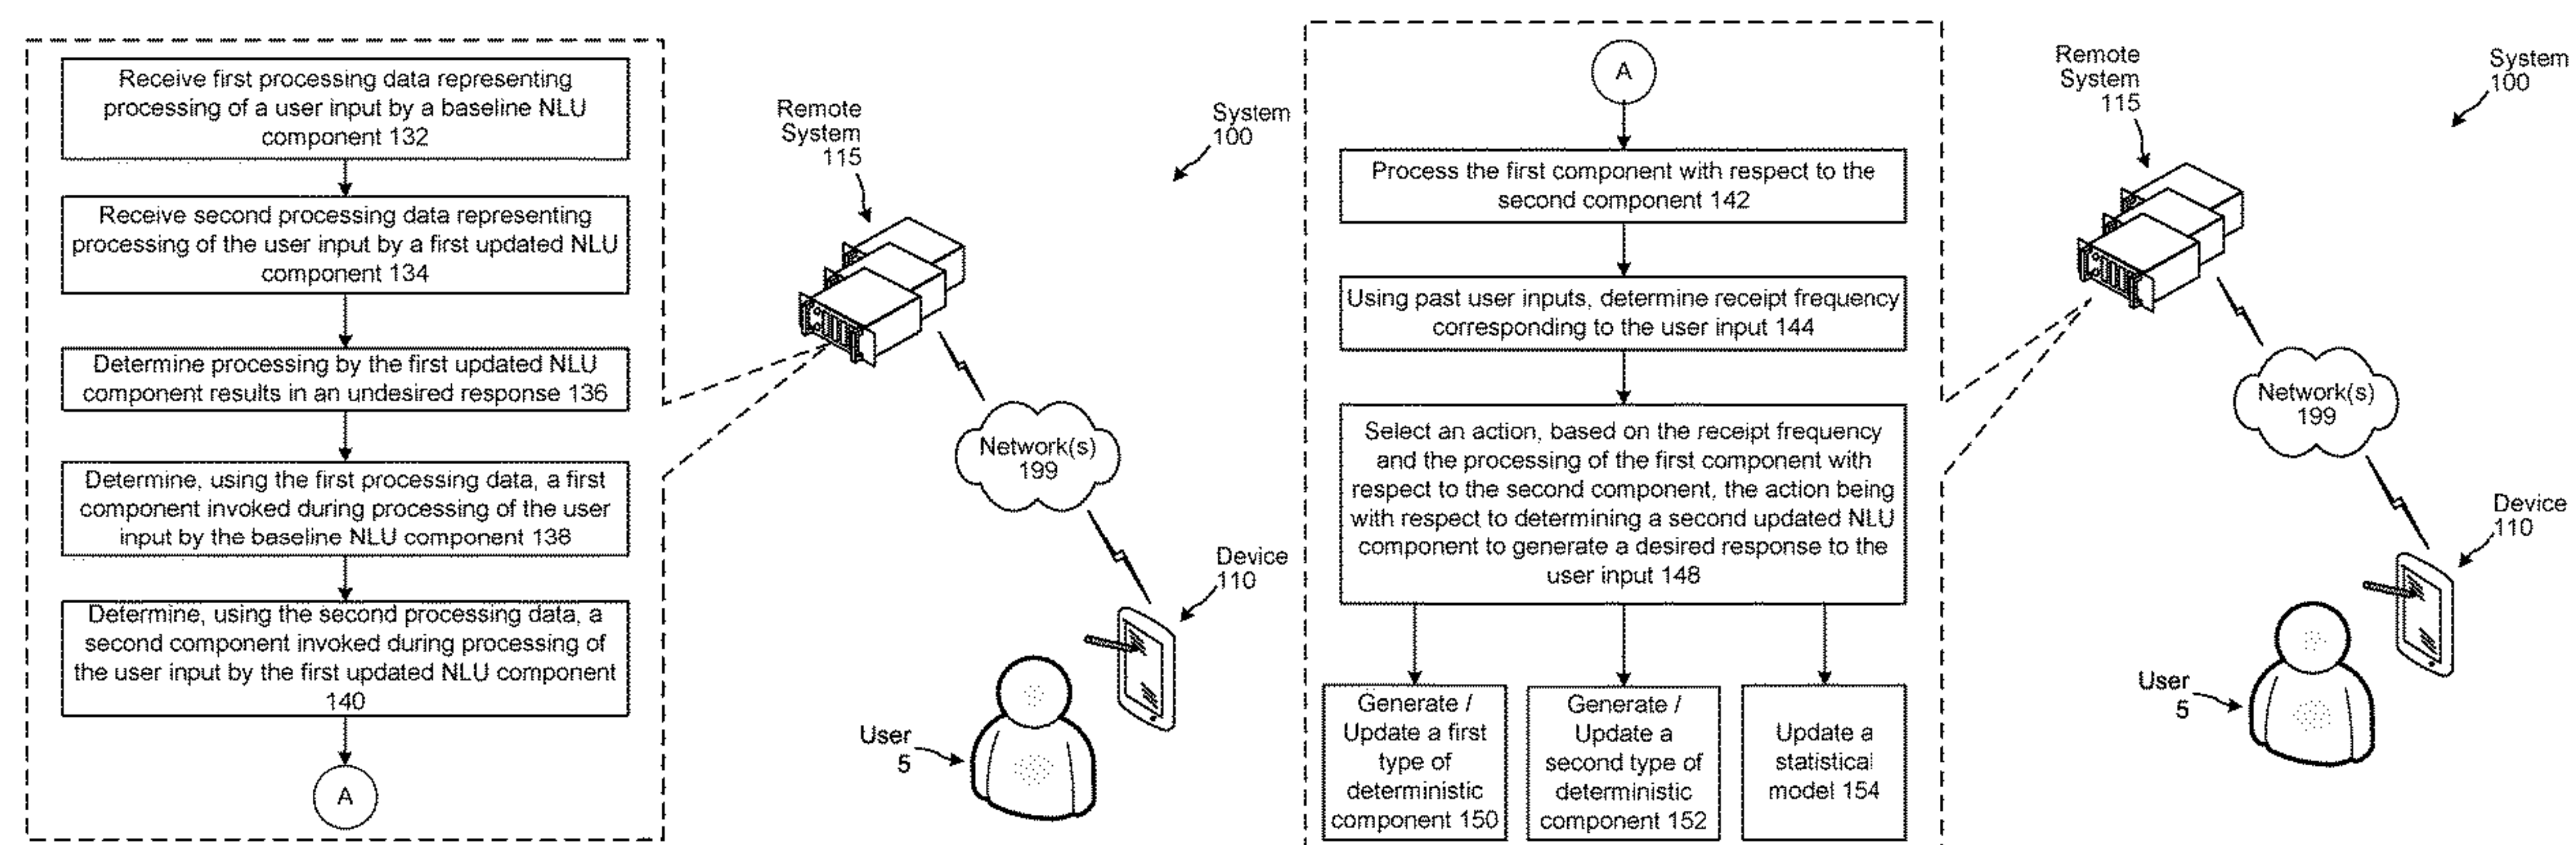 Receive first processing data representing
processing of a user input by a baseline NLU
component 132
Receive second processing data representing
processing of the user input by a first updated NLU
component 134
Determine processing by the first updated NLU
component results in an undesired response 136
Determine, using the first processing data, a first
component invoked during processing of the user
input by the baseline NLU component 138
Determine, using the second processing data, a
second component invoked during processing of
the user input by the first updated NLU component
140
A
Remote
System
115
System
100
Network(s)
199
Device
110
User
5
A
Process the first component with respect to the
second component 142
Using past user inputs, determine receipt frequency
corresponding to the user input 144
Select an action, based on the receipt frequency
and the processing of the first component with
respect to the second component, the action being
with respect to determining a second updated NLU
component to generate a desired response to the
user input 148
Generate /
Update a first
type of
deterministic
component 150
Generate /
Update a
second type of
deterministic
component 152
Update a
statistical
model 154
Remote
System
115
System
100
Network(s)
199
Device
110
User
5